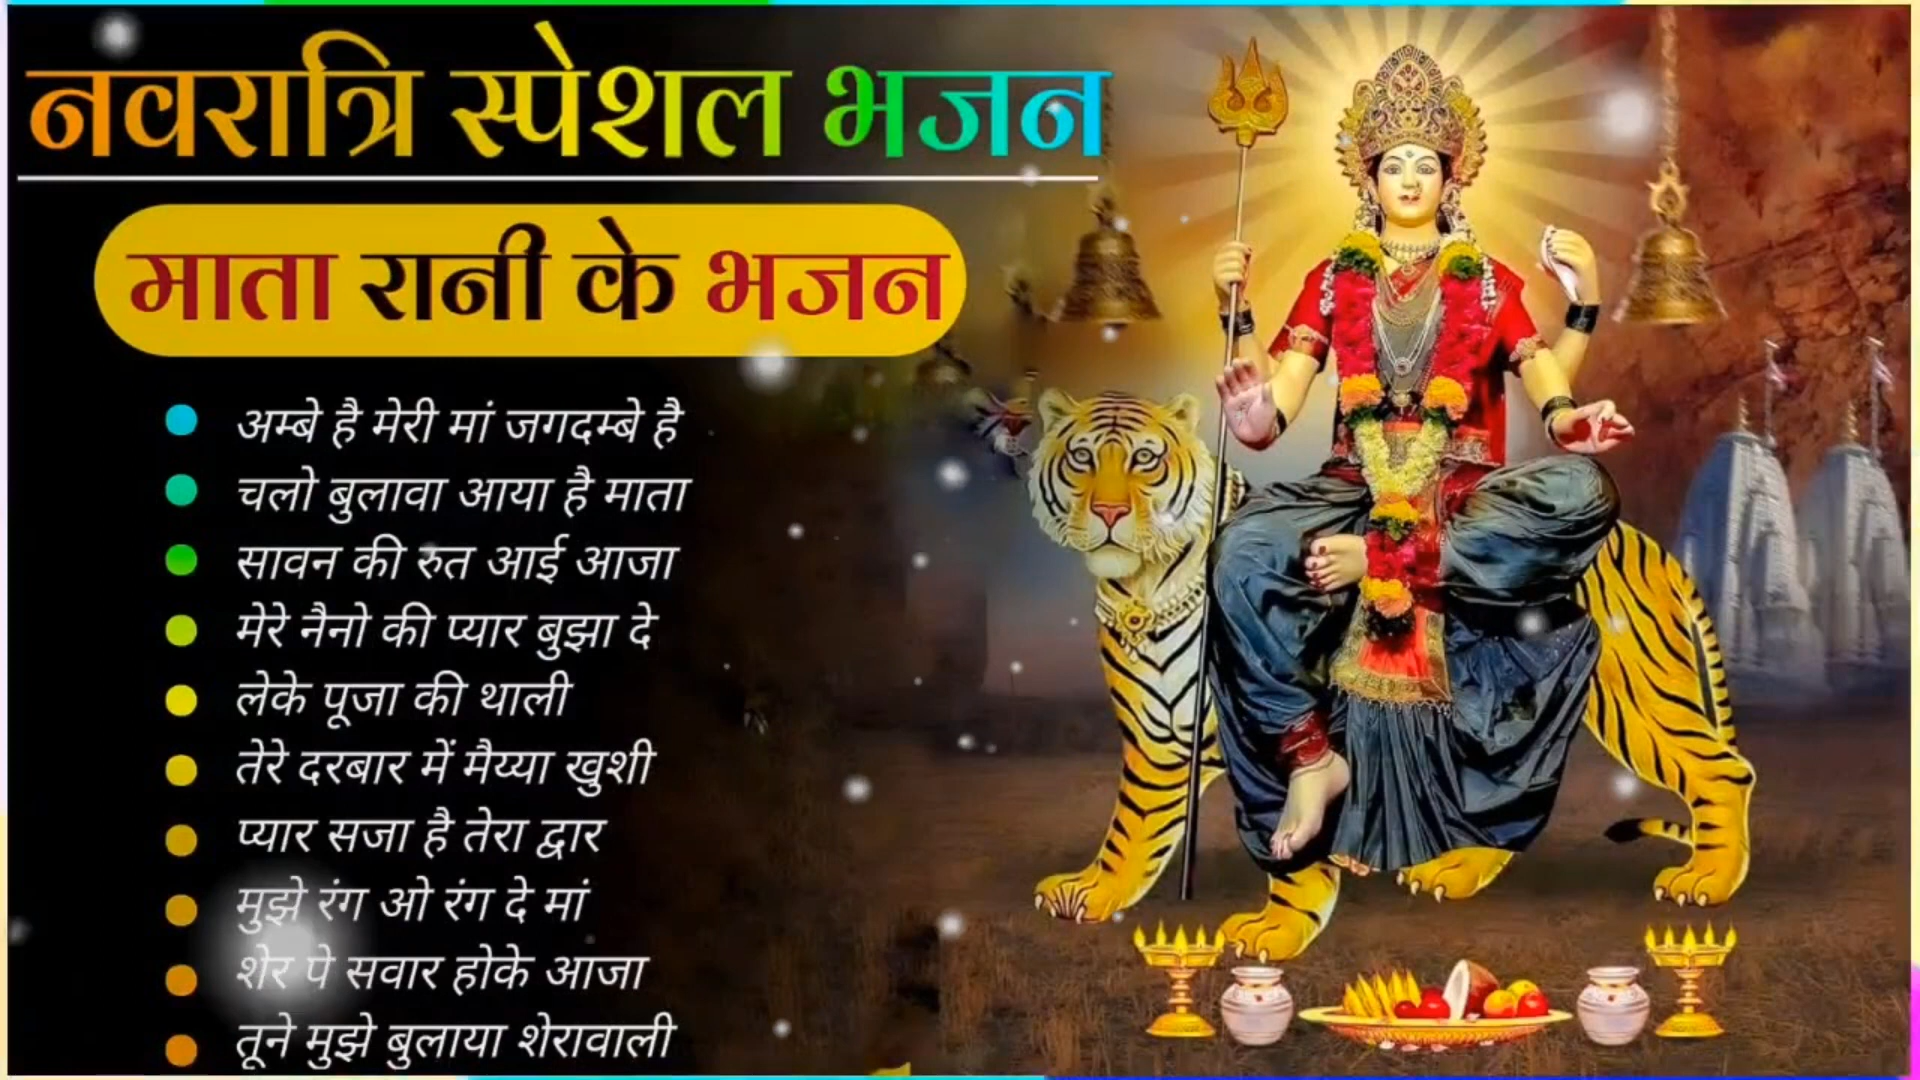 नवरात्रि स्पेशल भजन
माता रानी के भजन
अम्बे है मेरी मां जगदम्बे है
चलो बुलावा आया है माता
सावन की रुत आई आजा
मेरे नैनो की प्यार बुझा दे
लेके पूजा की थाली
तेरे दरबार में मैय्या खुशी
प्यार सजा है तेरा द्वार
मुझे रंग ओ रंग दे मां
शेर पे सवार होके आजा
तूने मुझे बुलाया शेरावाली